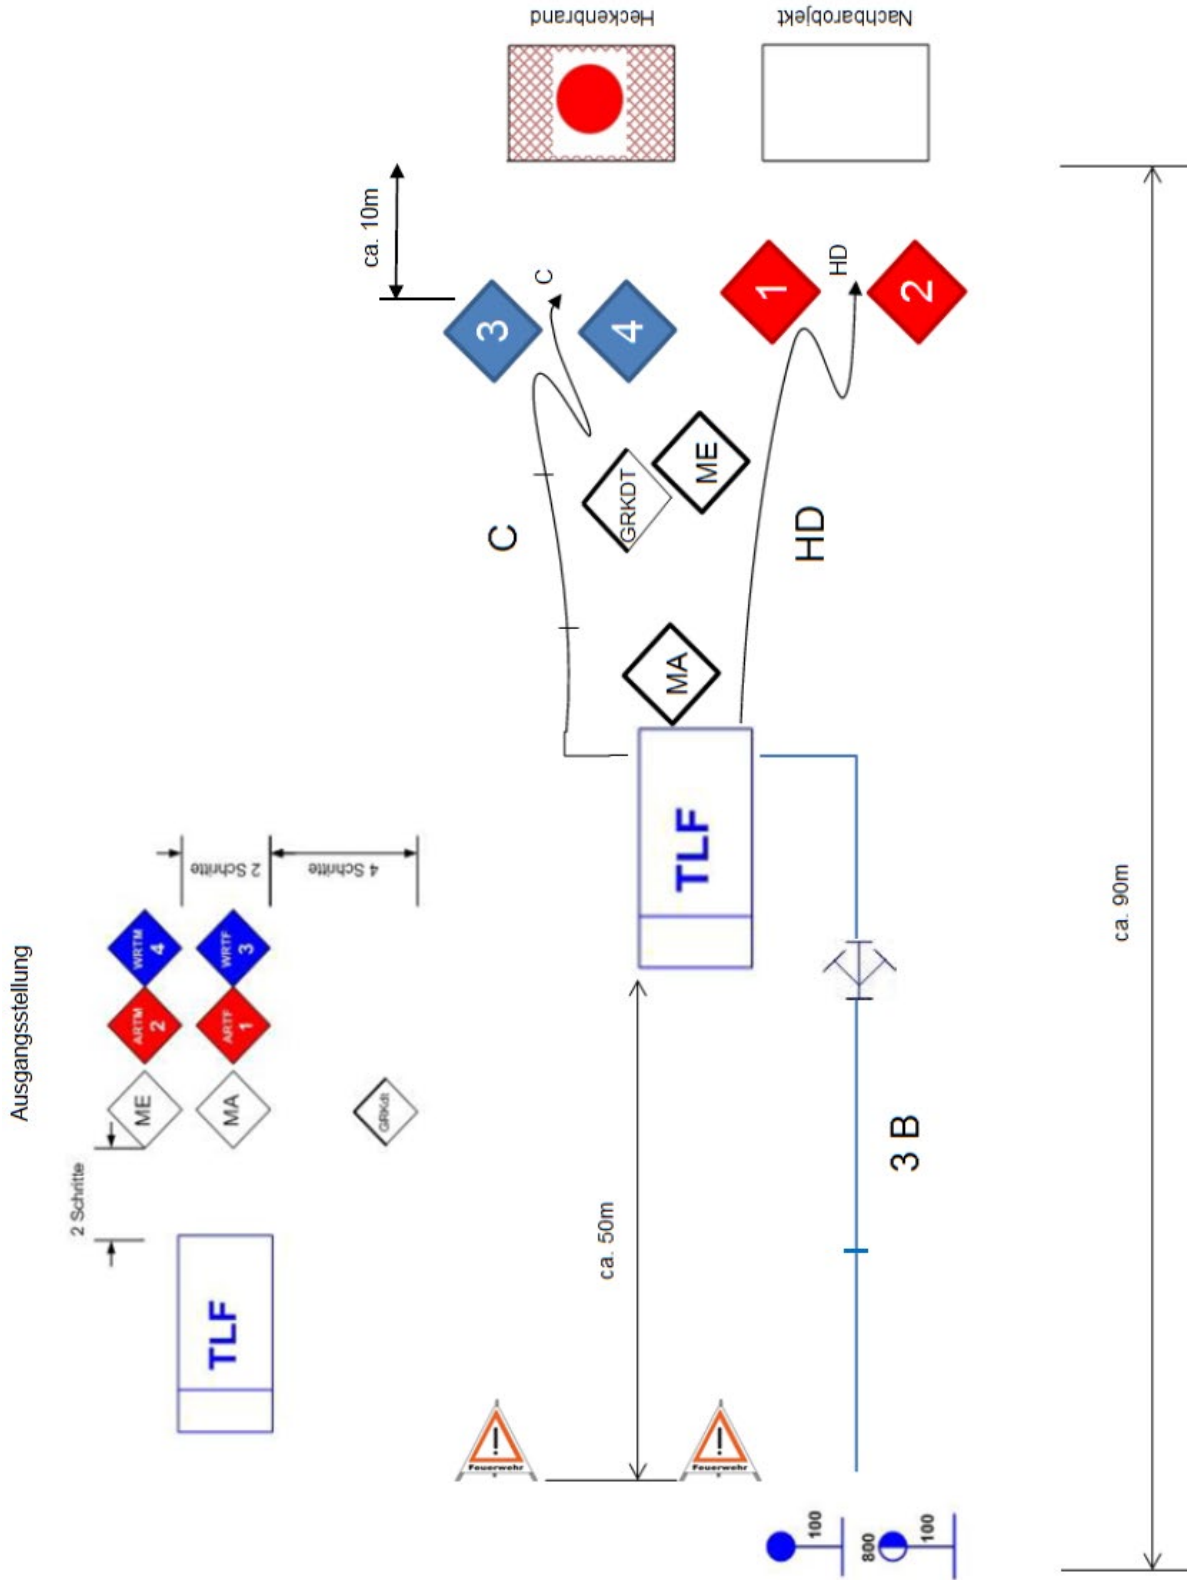 Ausgangsstellung
TLF
2 Schritte
ME
MA
GRKdt
ARTM
2
WRTM
4
ARTF
1
WRTF
3
2 Schritte
4 Schritte
Feuerwehr
Feuerwehr
ca. 50m
TLF
MA
GRKDT
ME
C
HD
3
4
C
1
2
HD
ca. 10m
Heckenbrand
Nachbarobjekt
3 B
100
800
100
ca. 90m